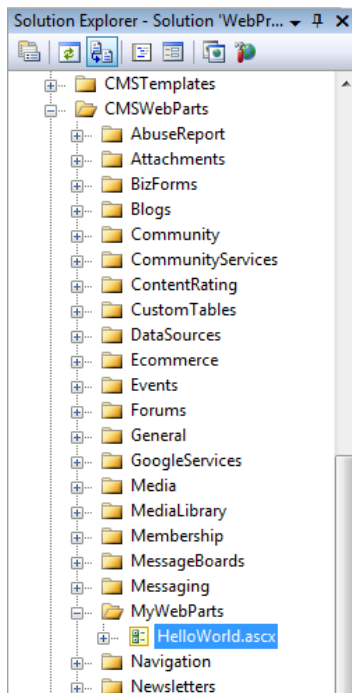 Solution Explorer - Solution 'WebPr...
CMSTemplates
CMSWebParts
AbuseReport
Attachments
BizForms
Blogs
Community
CommunityServices
ContentRating
CustomTables
DataSources
Ecommerce
Events
Forums
General
GoogleServices
Media
MediaLibrary
Membership
MessageBoards
Messaging
MyWebParts
HelloWorld.ascx
Navigation
Newsletters